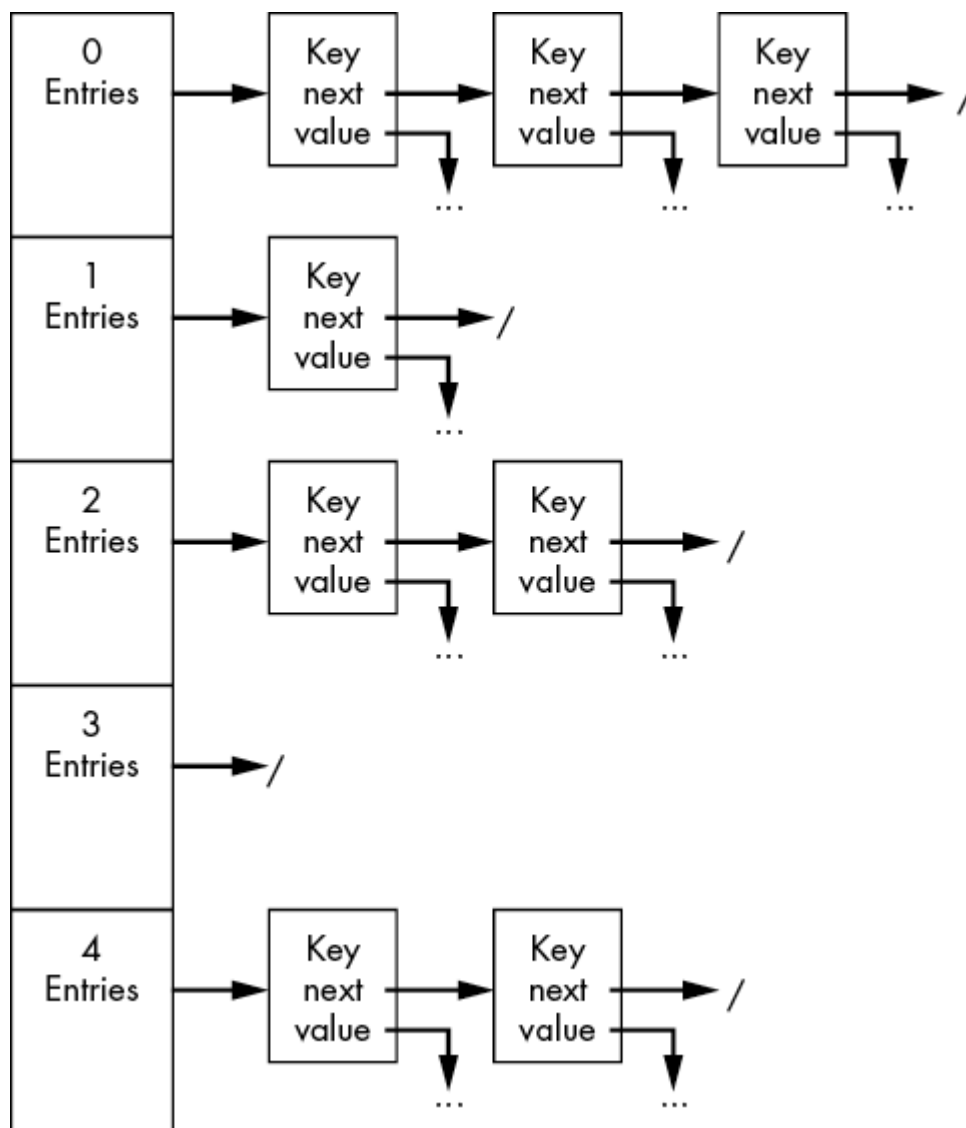 0
Entries
Key
next
value
...
Key
next
value
...
Key
next
value
...
/
1
Entries
Key
next
value
...
/
2
Entries
Key
next
value
...
Key
next
value
...
/
3
Entries
/
4
Entries
Key
next
value
...
Key
next
value
...
/